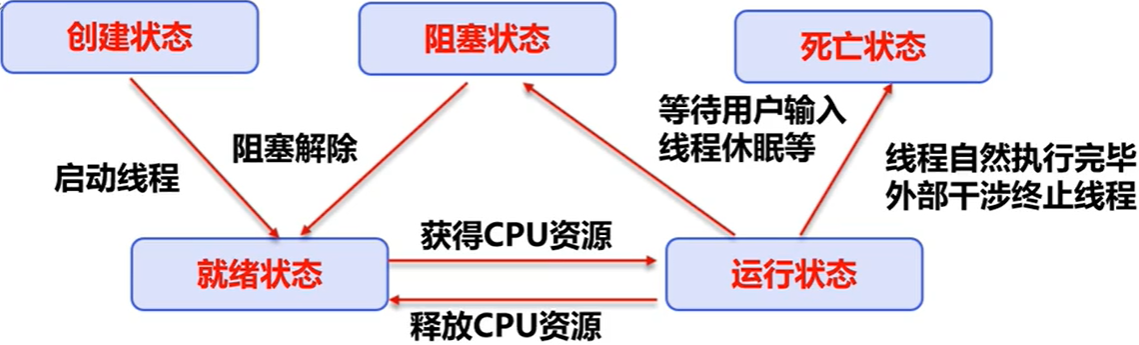 创建状态
阻塞状态
死亡状态
等待用户输入
线程休眠等
阻塞解除
线程自然执行完毕
外部干涉终止线程
启动线程
获得CPU资源
就绪状态
运行状态
释放CPU资源